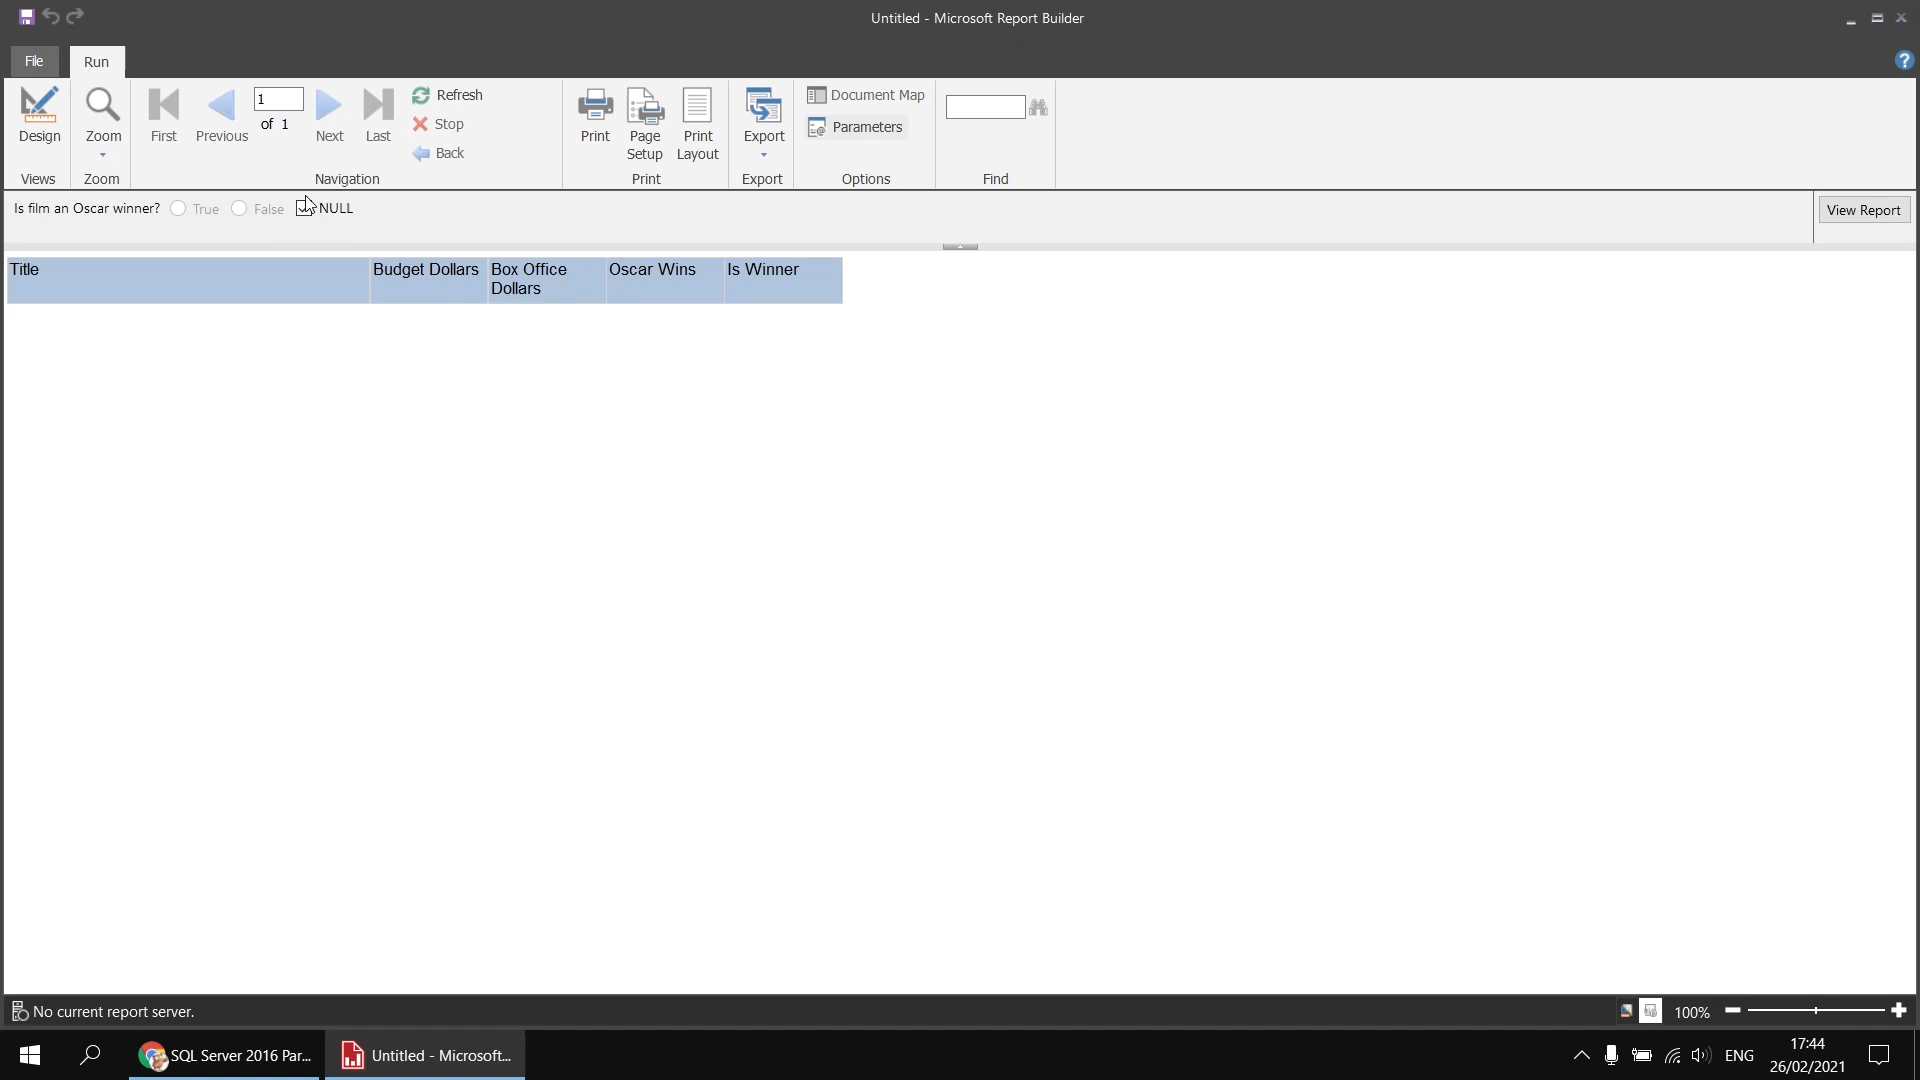 Untitled - Microsoft Report Builder
File
Run
Design
Zoom
First
Previous
1
of 1
Next
Last
Refresh
Stop
Back
Print
Page Setup
Print Layout
Export
Document Map
Parameters
Views
Zoom
Navigation
Print
Export
Options
Find
Is film an Oscar winner?
True
False
NULL
View Report
Title
Budget Dollars
Box Office Dollars
Oscar Wins
Is Winner
No current report server.
100%
SQL Server 2016 Par...
Untitled - Microsoft...
ENG
17:44
26/02/2021